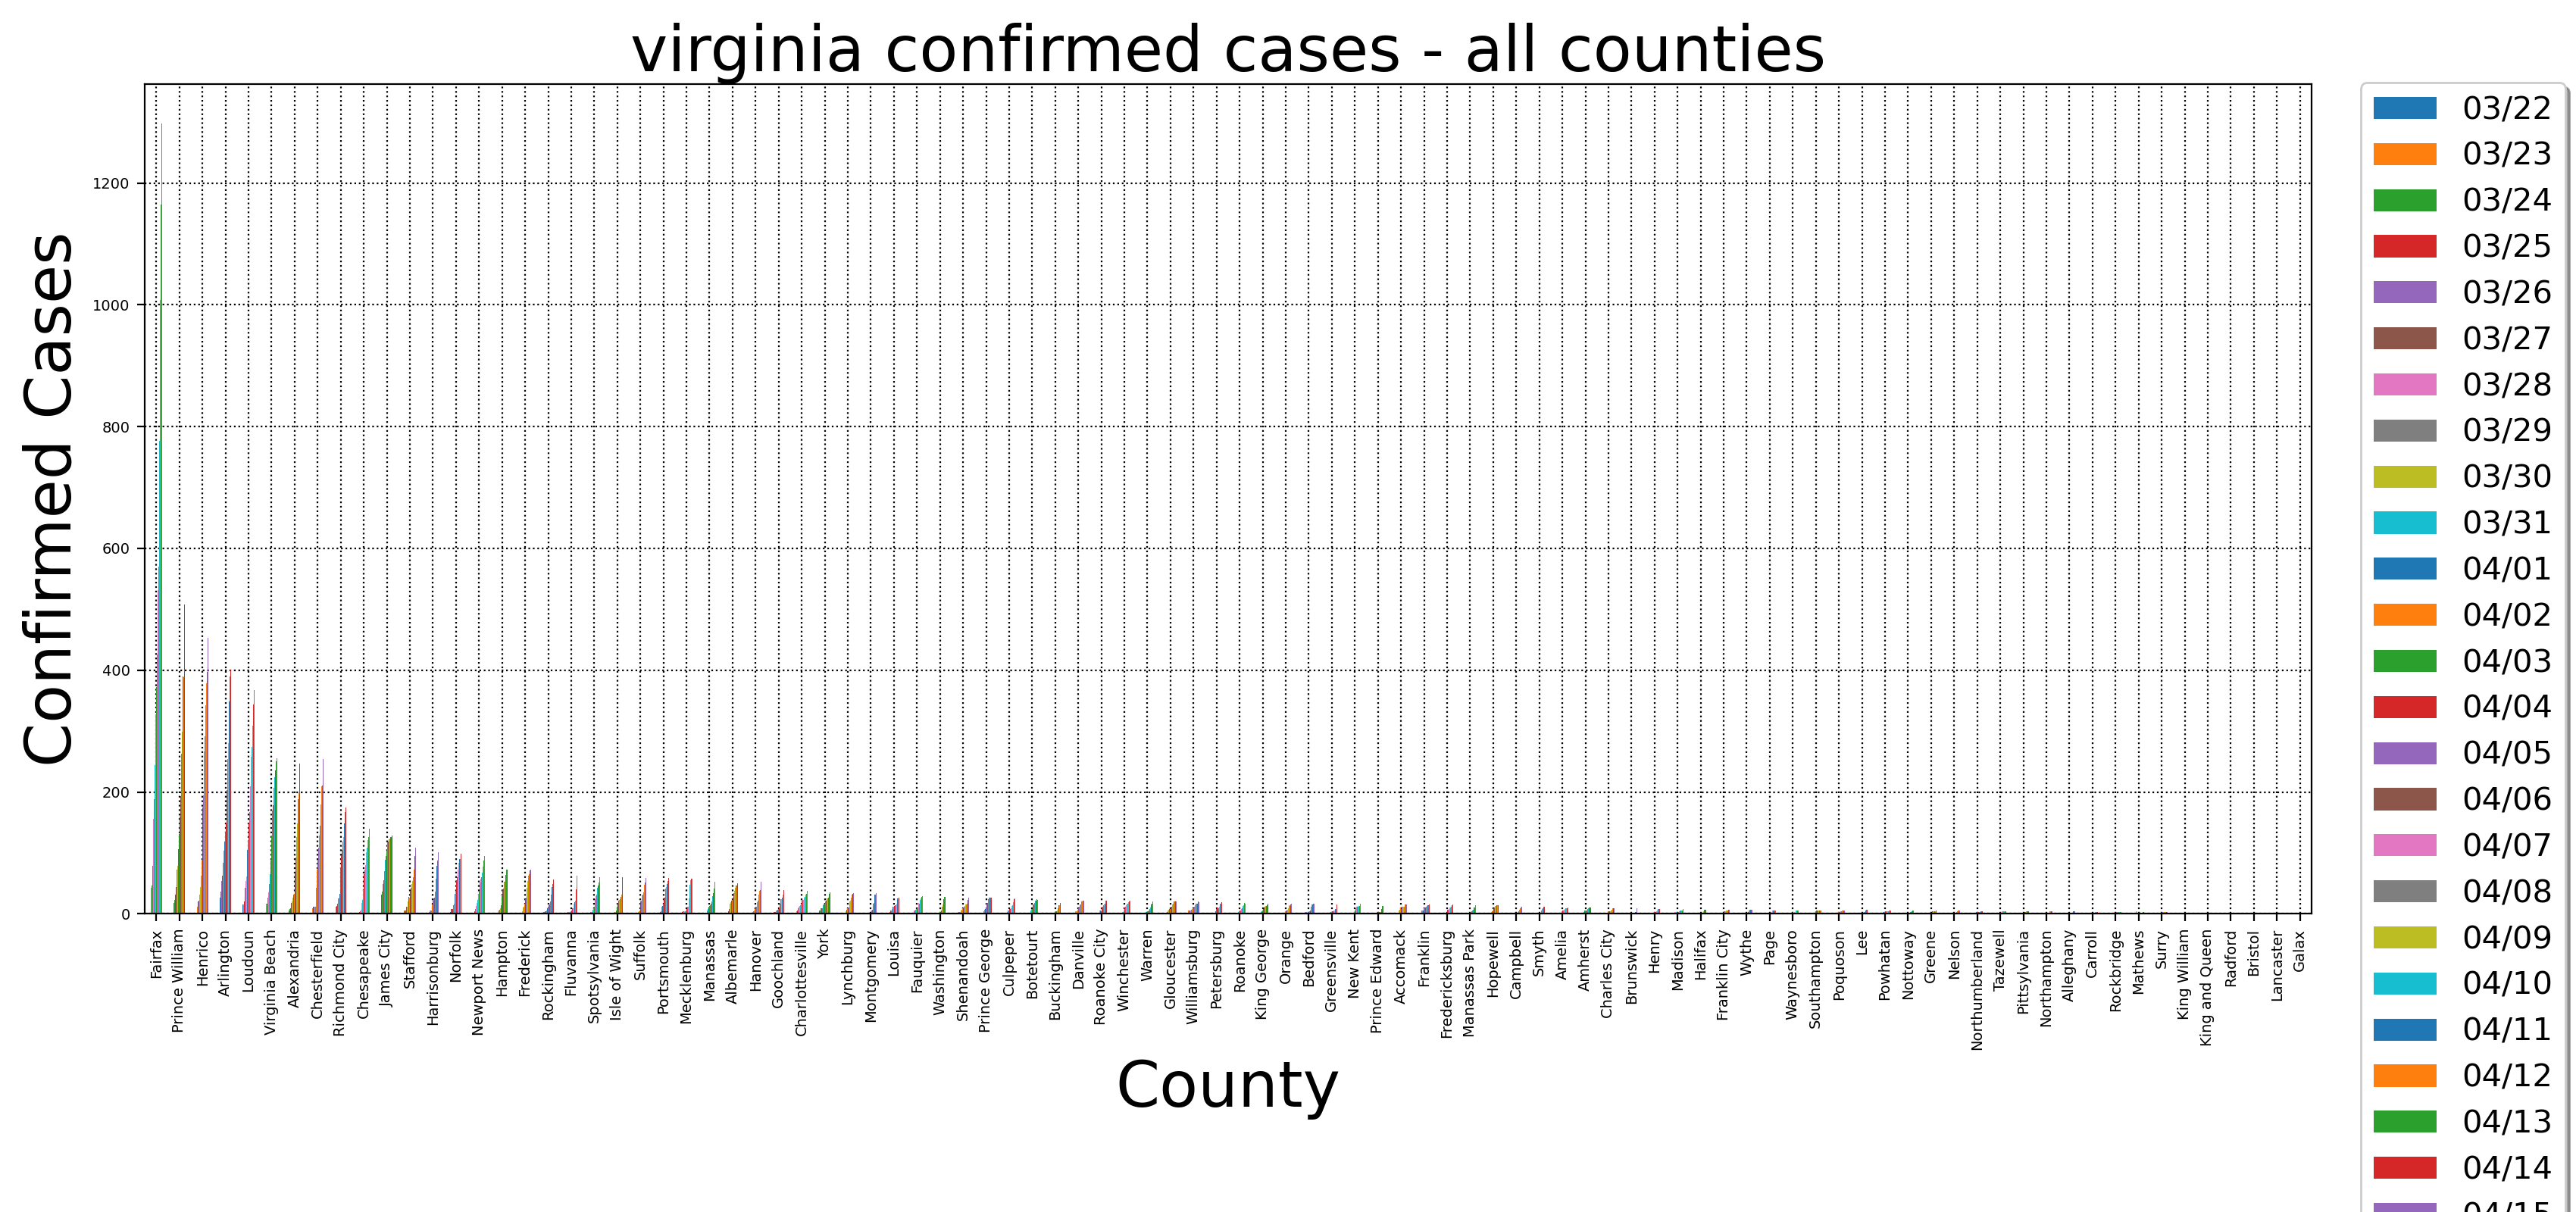 virginia confirmed cases - all counties
Confirmed Cases
1200
1000
800
600
400
200
0
Fairfax
Prince William
Henrico
Arlington
Loudoun
Virginia Beach
Alexandria
Chesterfield
Richmond City
Chesapeake
James City
Stafford
Harrisonburg
Norfolk
Newport News
Hampton
Frederick
Rockingham
Fluvanna
Spotsylvania
Isle of Wight
Suffolk
Portsmouth
Mecklenburg
Manassas
Albemarle
Hanover
Goochland
Charlottesville
York
Lynchburg
Montgomery
Louisa
Fauquier
Washington
Shenandoah
Prince George
Culpeper
Botetourt
Buckingham
Danville
Roanoke City
Winchester
Warren
Gloucester
Williamsburg
Petersburg
Roanoke
King George
Orange
Bedford
Greensville
New Kent
Prince Edward
Accomack
Franklin
Fredericksburg
Manassas Park
Hopewell
Campbell
Smyth
Amelia
Amherst
Charles City
Brunswick
Henry
Madison
Halifax
Franklin City
Wythe
Page
Waynesboro
Southampton
Poquoson
Lee
Powhatan
Nottoway
Greene
Nelson
Northumberland
Tazewell
Pittsylvania
Northampton
Alleghany
Carroll
Rockbridge
Mathews
Surry
King William
King and Queen
Radford
Bristol
Lancaster
Galax
County
03/22
03/23
03/24
03/25
03/26
03/27
03/28
03/29
03/30
03/31
04/01
04/02
04/03
04/04
04/05
04/06
04/07
04/08
04/09
04/10
04/11
04/12
04/13
04/14
04/15